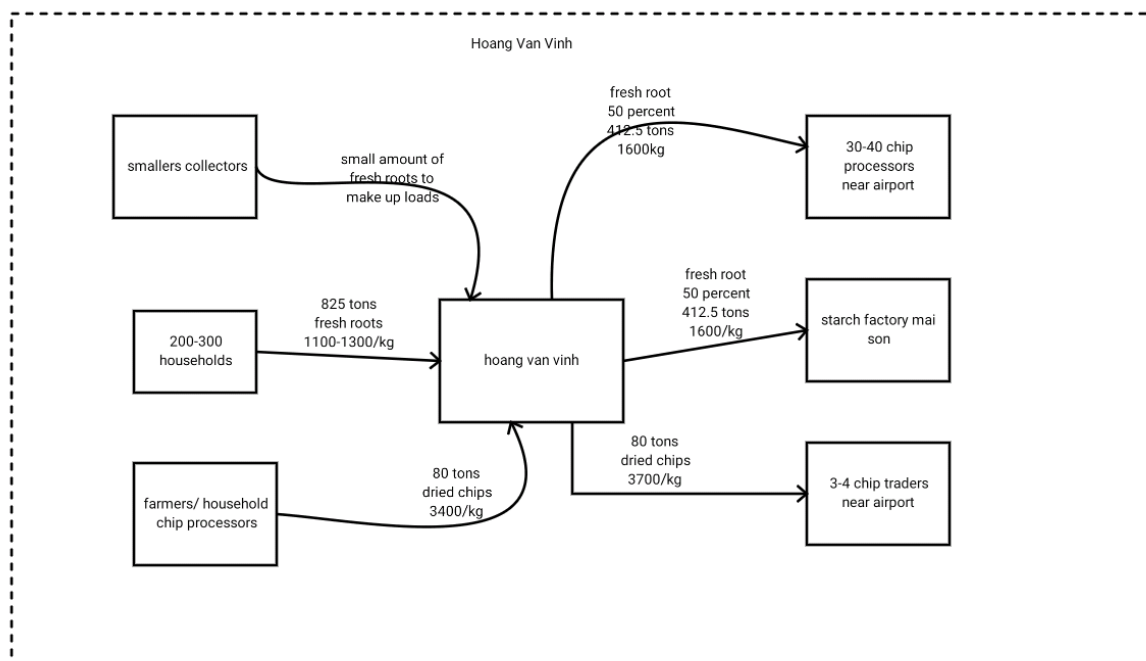 Hoang Van Vinh
smallers collectors
small amount of
fresh roots to
make up loads
fresh root
50 percent
412.5 tons
1600kg
30-40 chip
processors
near airport
200-300
households
825 tons
fresh roots
1100-1300/kg
hoang van vinh
fresh root
50 percent
412.5 tons
1600/kg
starch factory mai
son
farmers/ household
chip processors
80 tons
dried chips
3400/kg
80 tons
dried chips
3700/kg
3-4 chip traders
near airport